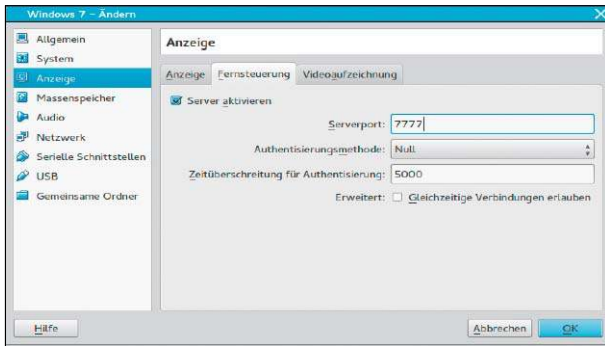 Windows 7 – Ändern
Allgemein
System
Anzeige
Massenspeicher
Audio
Netzwerk
Serielle Schnittstellen
USB
Gemeinsame Ordner
Anzeige
Anzeige Fernsteuerung Videoaufzeichnung
Server aktivieren
Serverport: 7777
Authentisierungsmethode: Null
Zeitüberschreitung für Authentisierung: 5000
Erweitert: Gleichzeitige Verbindungen erlauben
Hilfe
Abbrechen
OK